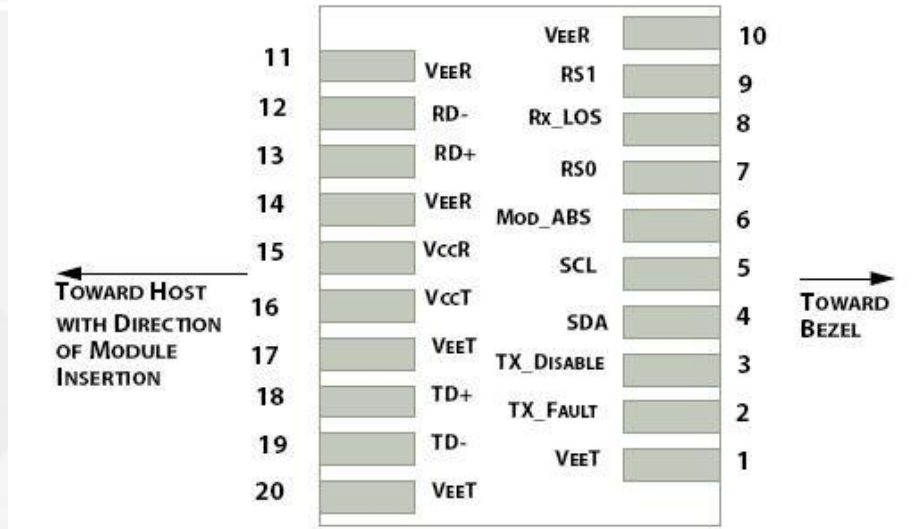 VEER 10
11 VEER RS1 9
12 RD- Rx_LOS 8
13 RD+ RS0 7
14 VEER MOD_ABS 6
15 VccR SCL 5
TOWARD HOST
WITH DIRECTION
OF MODULE
INSERTION
TOWARD
BEZEL
16 VccT SDA 4
17 VEET TX_DISABLE 3
18 TD+ TX_FAULT 2
19 TD- VEET 1
20 VEET